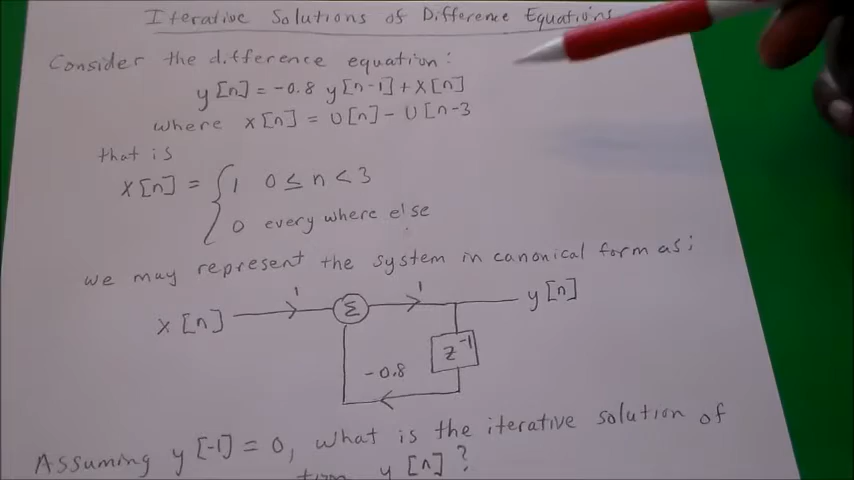 Iterative Solutions of Difference Equations
Consider the difference equation:
y[n] = -0.8 y[n-1] + x[n]
where x[n] = U[n] - U[n-3
that is
x[n] = { 1 0 ≤ n < 3
0 every where else
we may represent the system in canonical form as;
x[n] 1 Σ 1 y[n]
z⁻¹
-0.8
Assuming y[-1] = 0, what is the iterative solution of
y[n]?